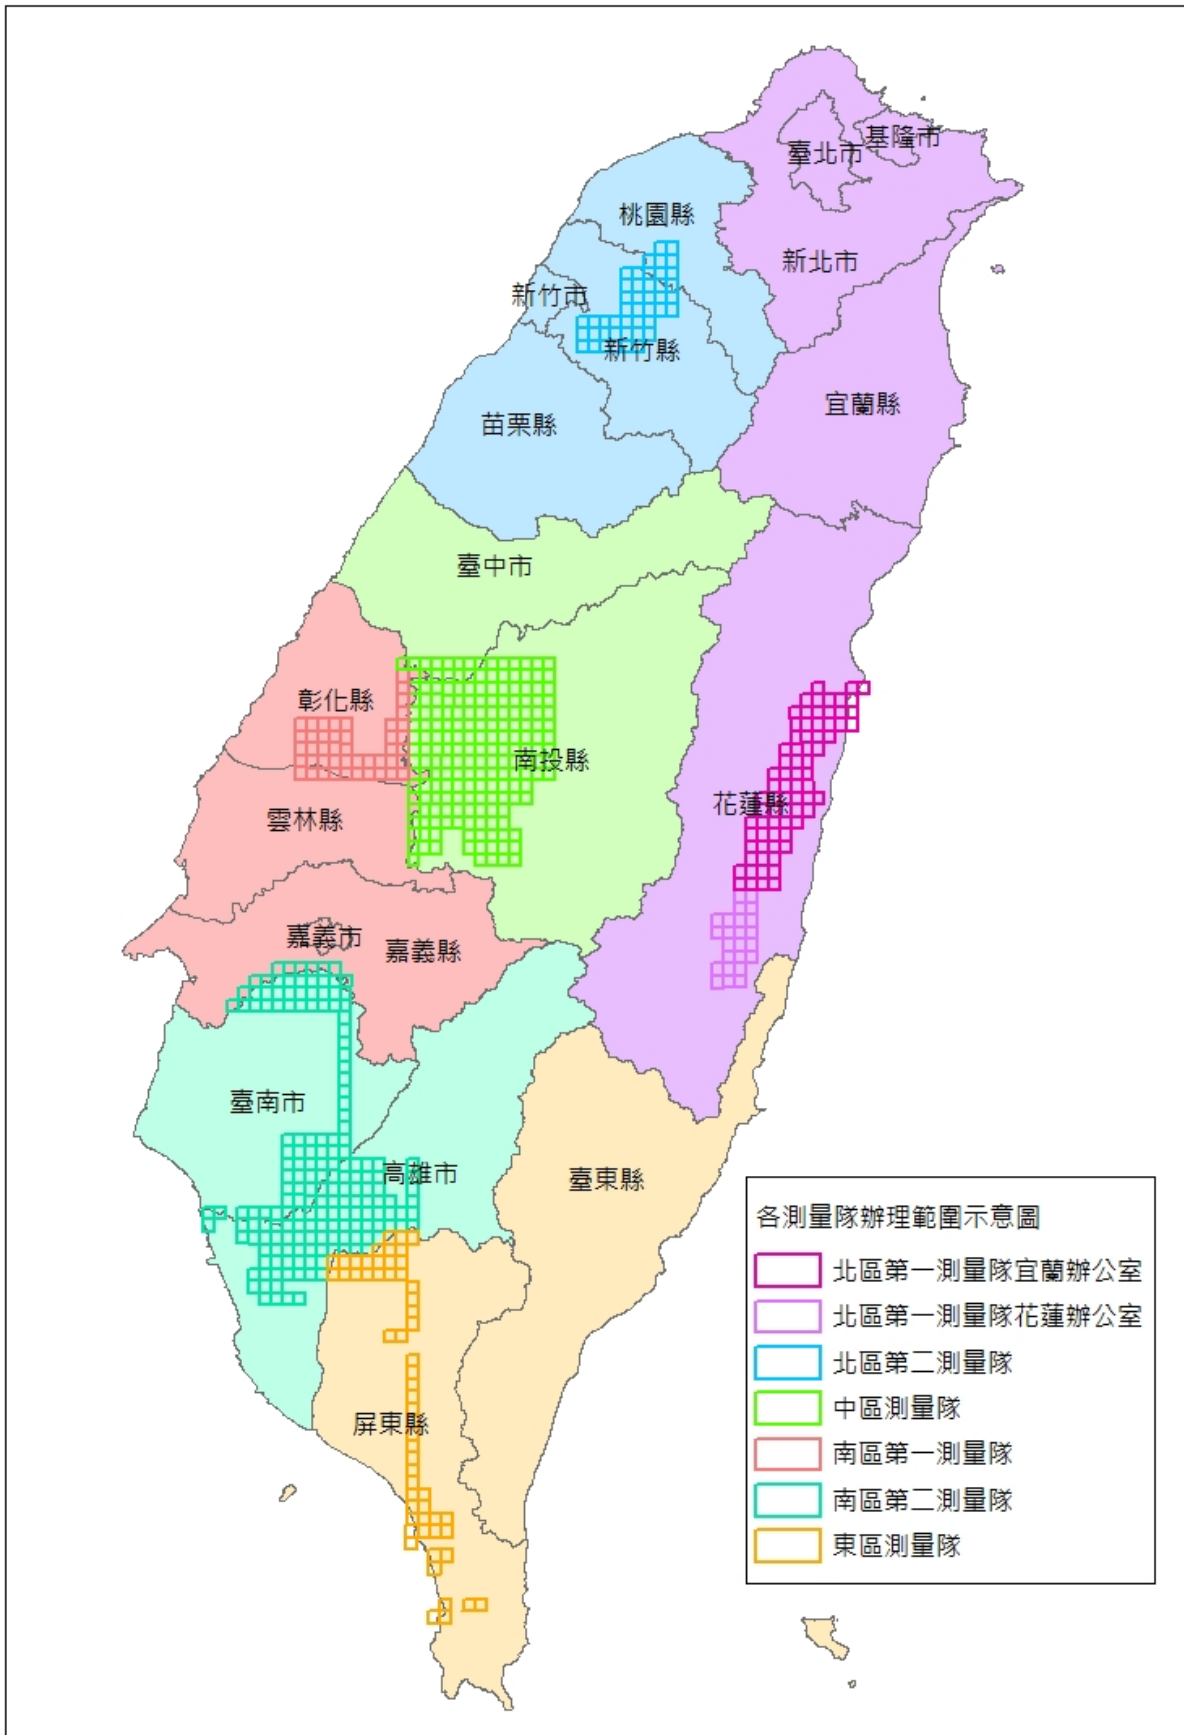 基隆市
臺北市
桃園縣
新北市
新竹市
新竹縣
宜蘭縣
苗栗縣
臺中市
彰化縣
南投縣
花蓮縣
雲林縣
嘉義市
嘉義縣
臺南市
高雄市
臺東縣
屏東縣
各測量隊辦理範圍示意圖
北區第一測量隊宜蘭辦公室
北區第一測量隊花蓮辦公室
北區第二測量隊
中區測量隊
南區第一測量隊
南區第二測量隊
東區測量隊